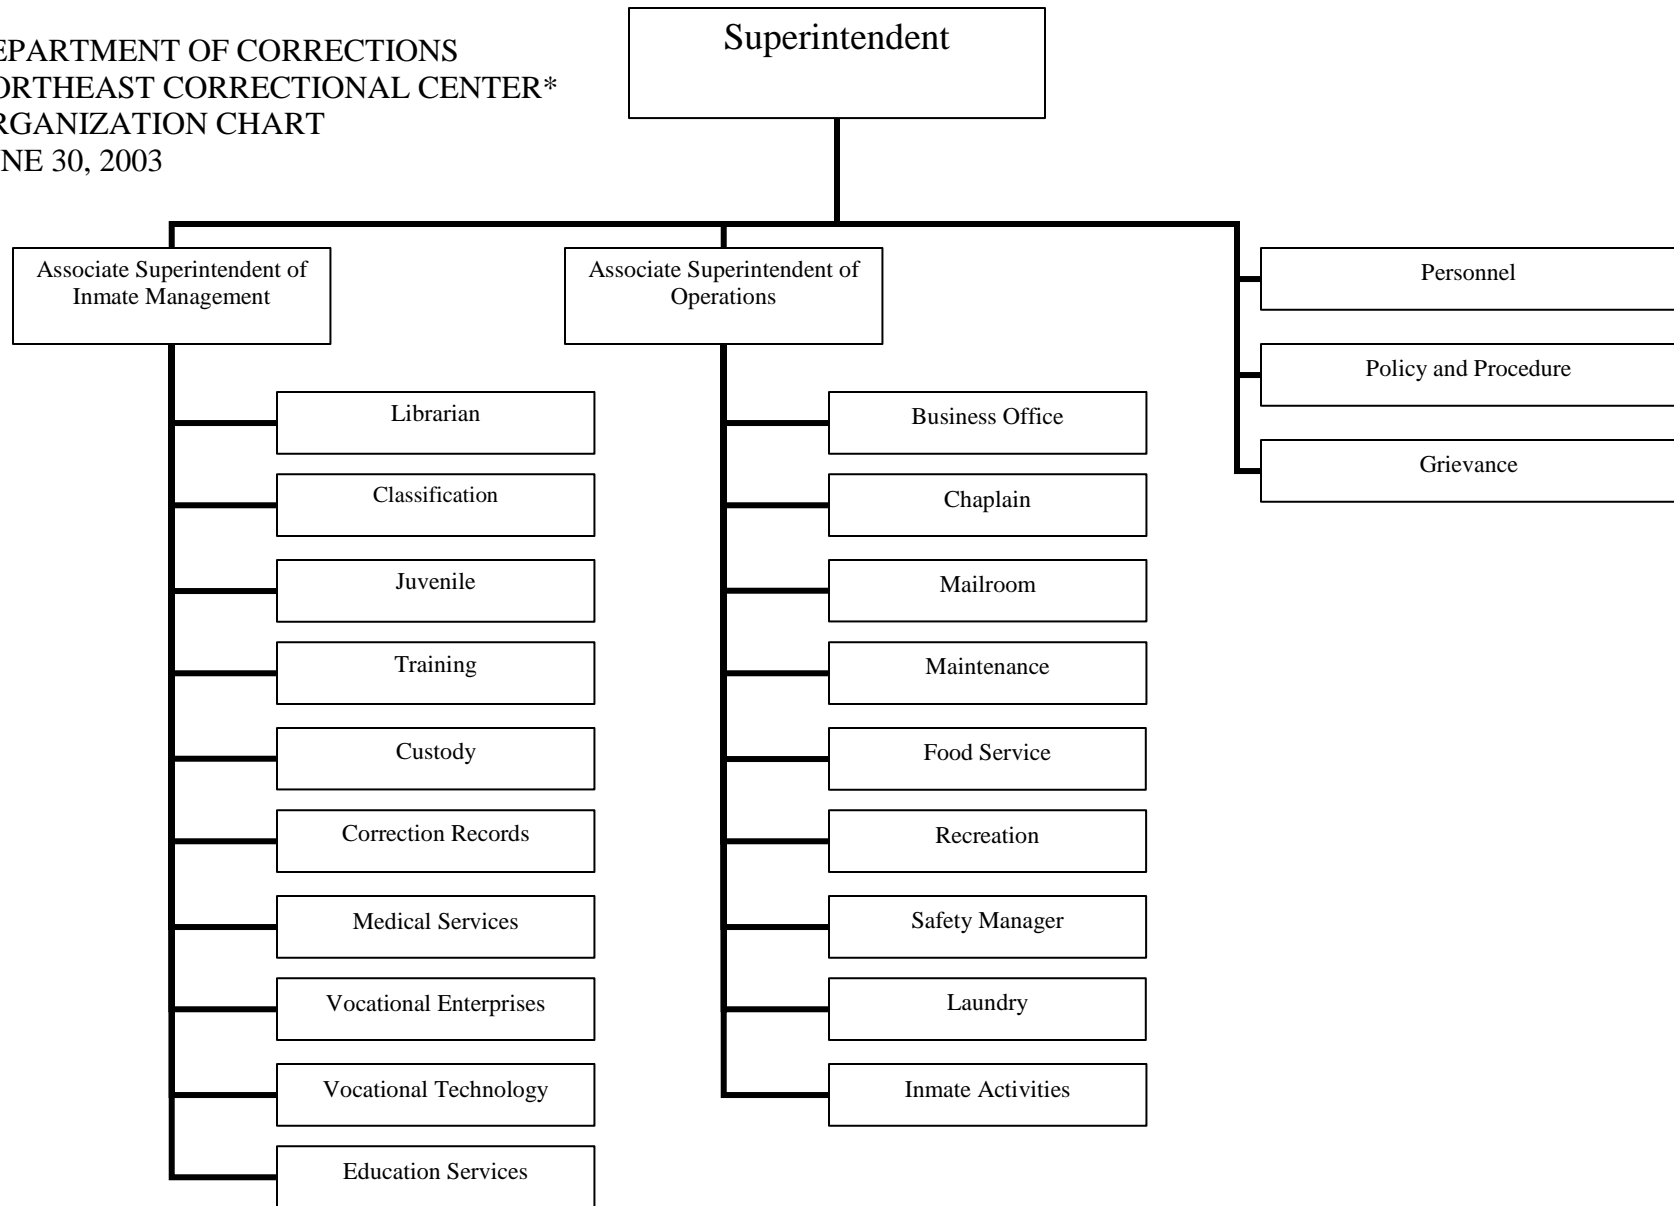 EPARTMENT OF CORRECTIONS
ORTHEAST CORRECTIONAL CENTER*
RGANIZATION CHART
NE 30, 2003
Superintendent
Associate Superintendent of
Inmate Management
Associate Superintendent of
Operations
Personnel
Policy and Procedure
Grievance
Librarian
Classification
Juvenile
Training
Custody
Correction Records
Medical Services
Vocational Enterprises
Vocational Technology
Education Services
Business Office
Chaplain
Mailroom
Maintenance
Food Service
Recreation
Safety Manager
Laundry
Inmate Activities